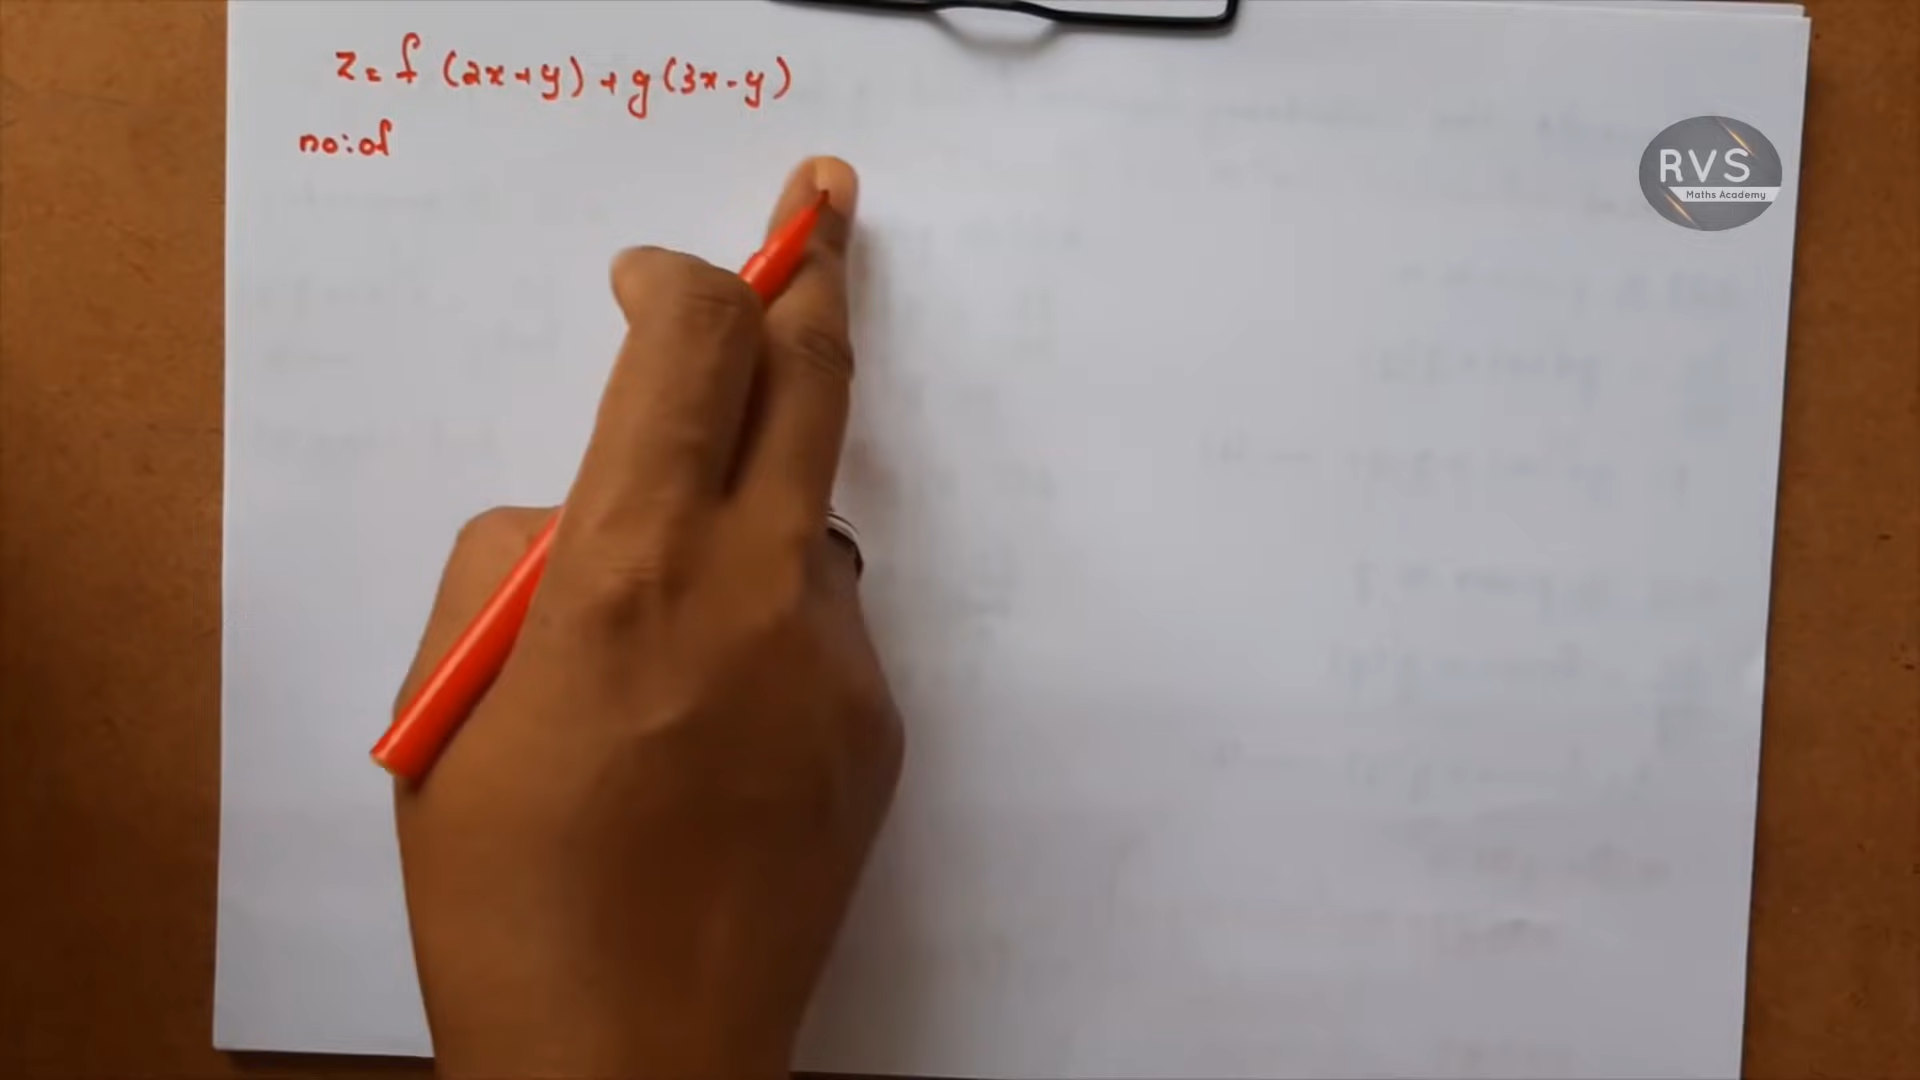 z = f (2x+y) + g(3x-y)
no:of
RVS
Maths Academy